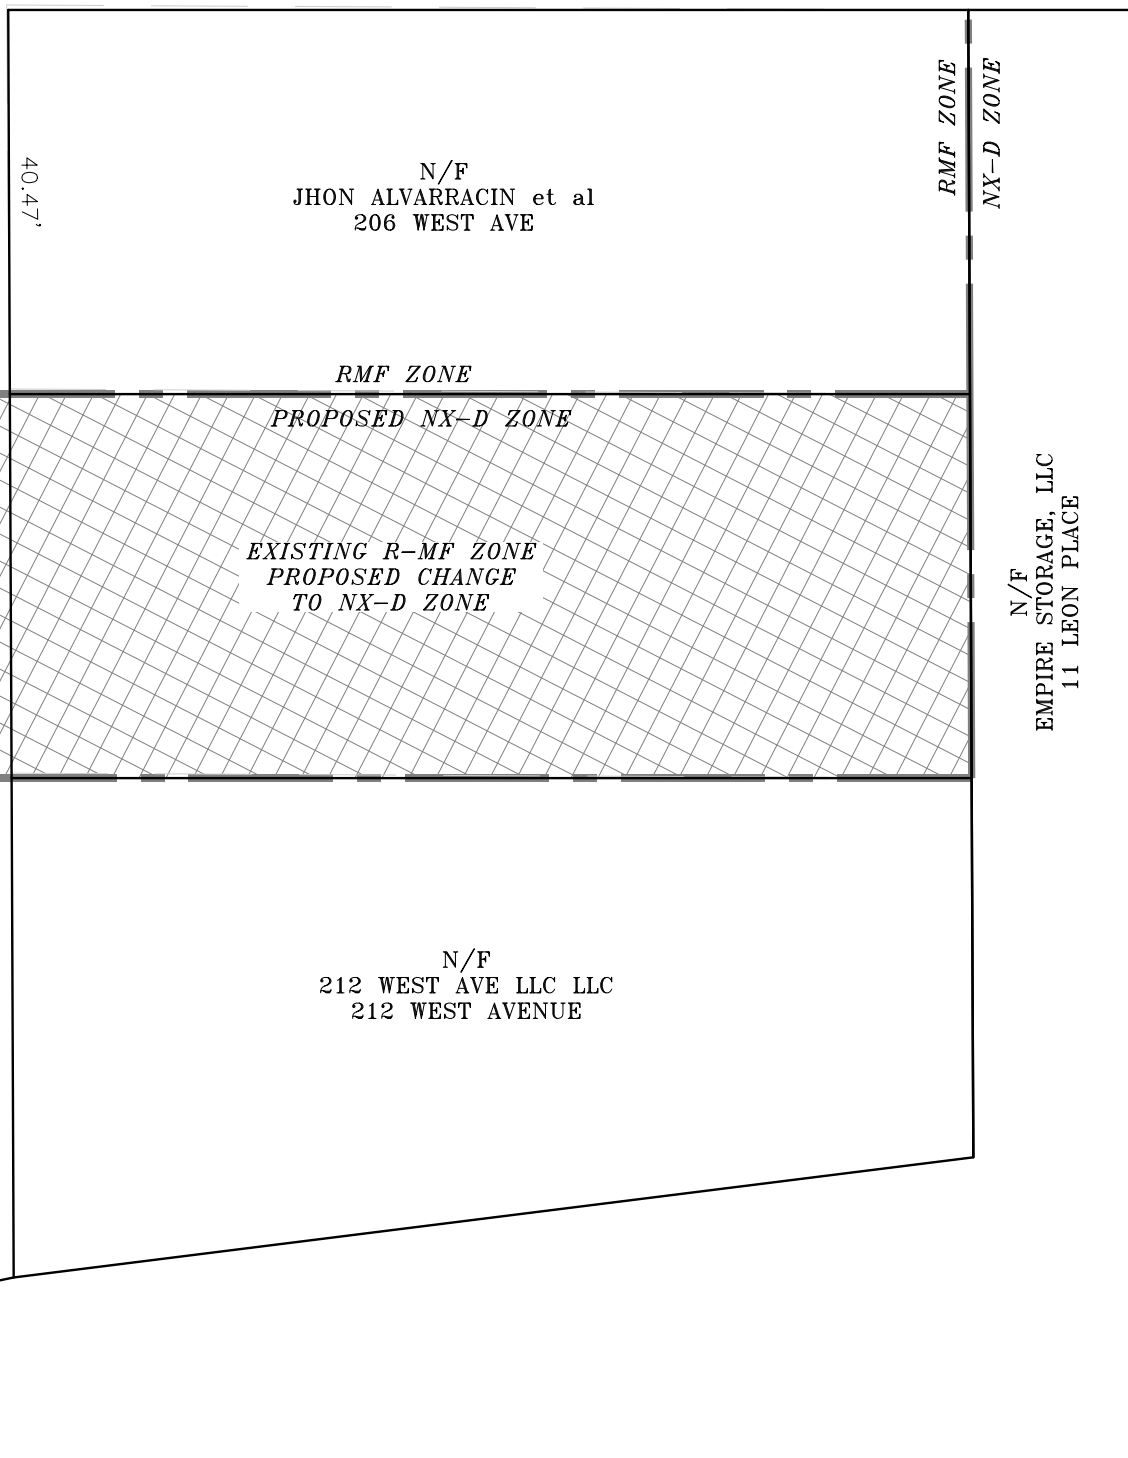 RMF ZONE
NX-D ZONE
40.47'
N/F
JHON ALVARRACIN et al
206 WEST AVE
RMF ZONE
PROPOSED NX-D ZONE
EXISTING R-MF ZONE
PROPOSED CHANGE
TO NX-D ZONE
N/F
EMPIRE STORAGE, LLC
11 LEON PLACE
N/F
212 WEST AVE LLC LLC
212 WEST AVENUE